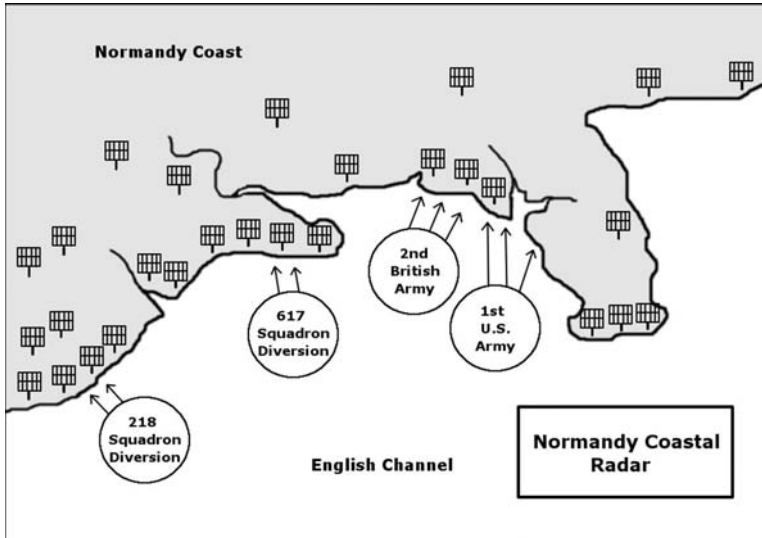 Normandy Coast
2nd
British
Army
617
Squadron
Diversion
1st
U.S.
Army
218
Squadron
Diversion
English Channel
Normandy Coastal
Radar